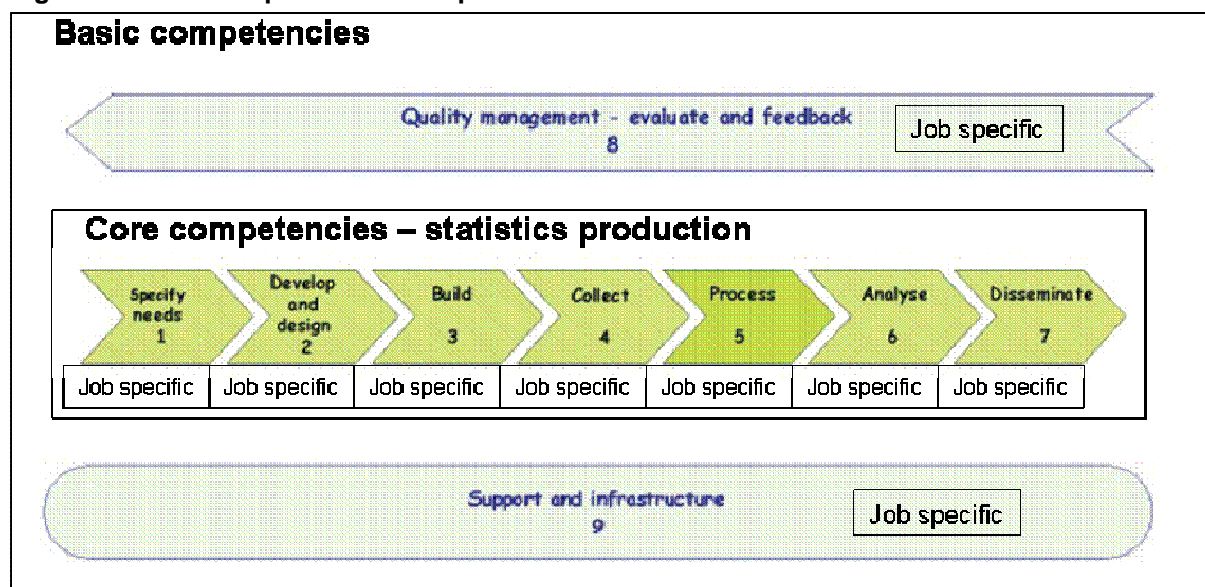 Basic competencies
Quality management - evaluate and feedback
8
Job specific
Core competencies – statistics production
Specify
needs
1
Develop
and
design
2
Build
3
Collect
4
Process
5
Analyse
6
Disseminate
7
Job specific
Job specific
Job specific
Job specific
Job specific
Job specific
Job specific
Support and infrastructure
9
Job specific